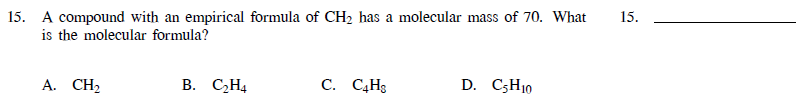 15. A compound with an empirical formula of CH₂ has a molecular mass of 70. What 15.
is the molecular formula?
A. CH₂ B. C₂H₄ C. C₄H₈ D. C₅H₁₀